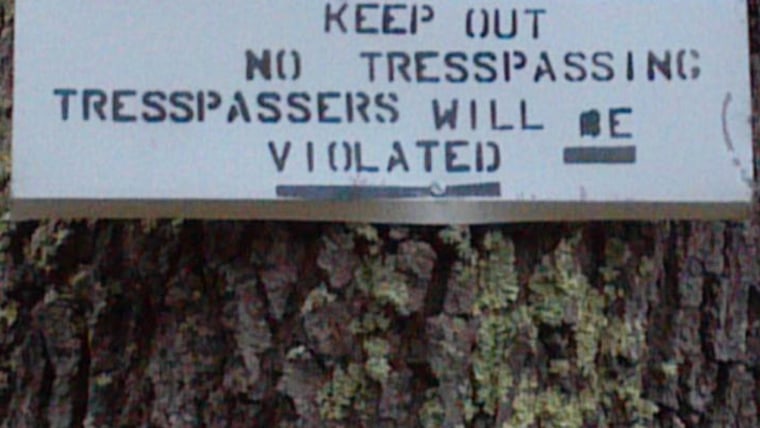 KEEP OUT
NO TRESSPASSING
TRESSPASSERS WILL BE
VIOLATED